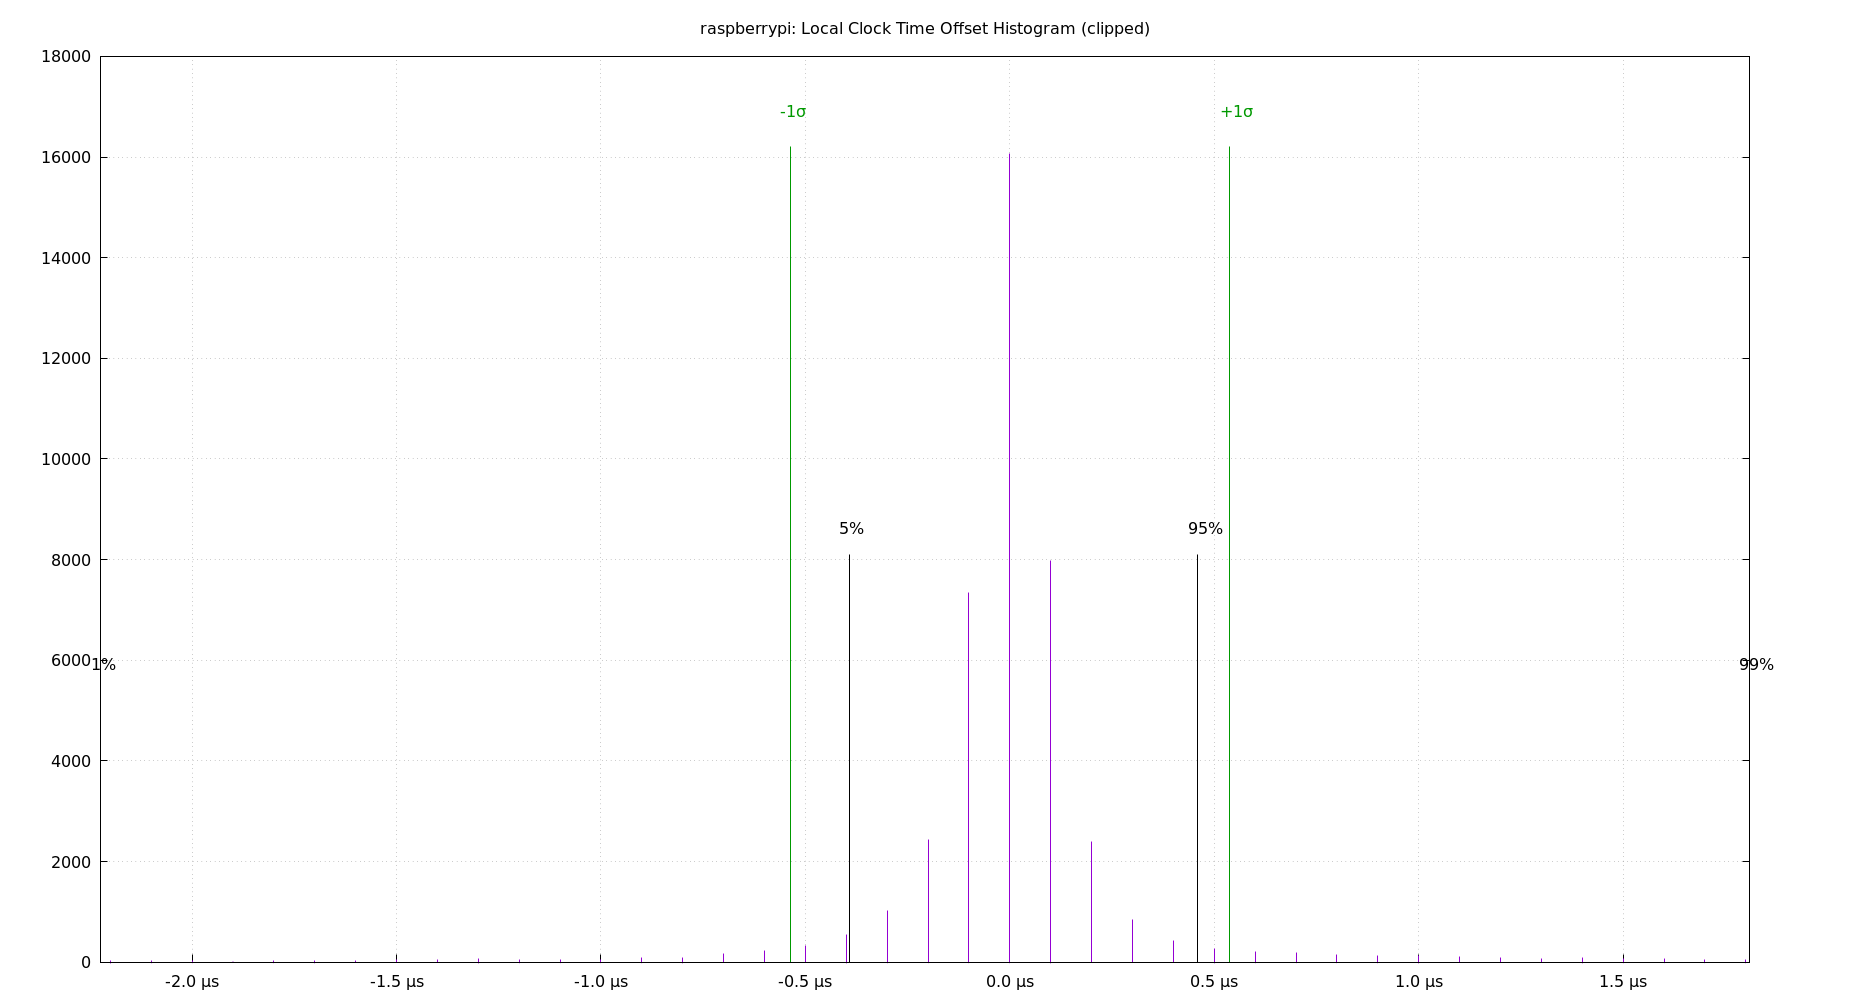 raspberrypi: Local Clock Time Offset Histogram (clipped)
18000
-1σ +1σ
16000
14000
12000
10000
5% 95%
8000
6000 1% 99%
4000
2000
0
-2.0 µs -1.5 µs -1.0 µs -0.5 µs 0.0 µs 0.5 µs 1.0 µs 1.5 µs